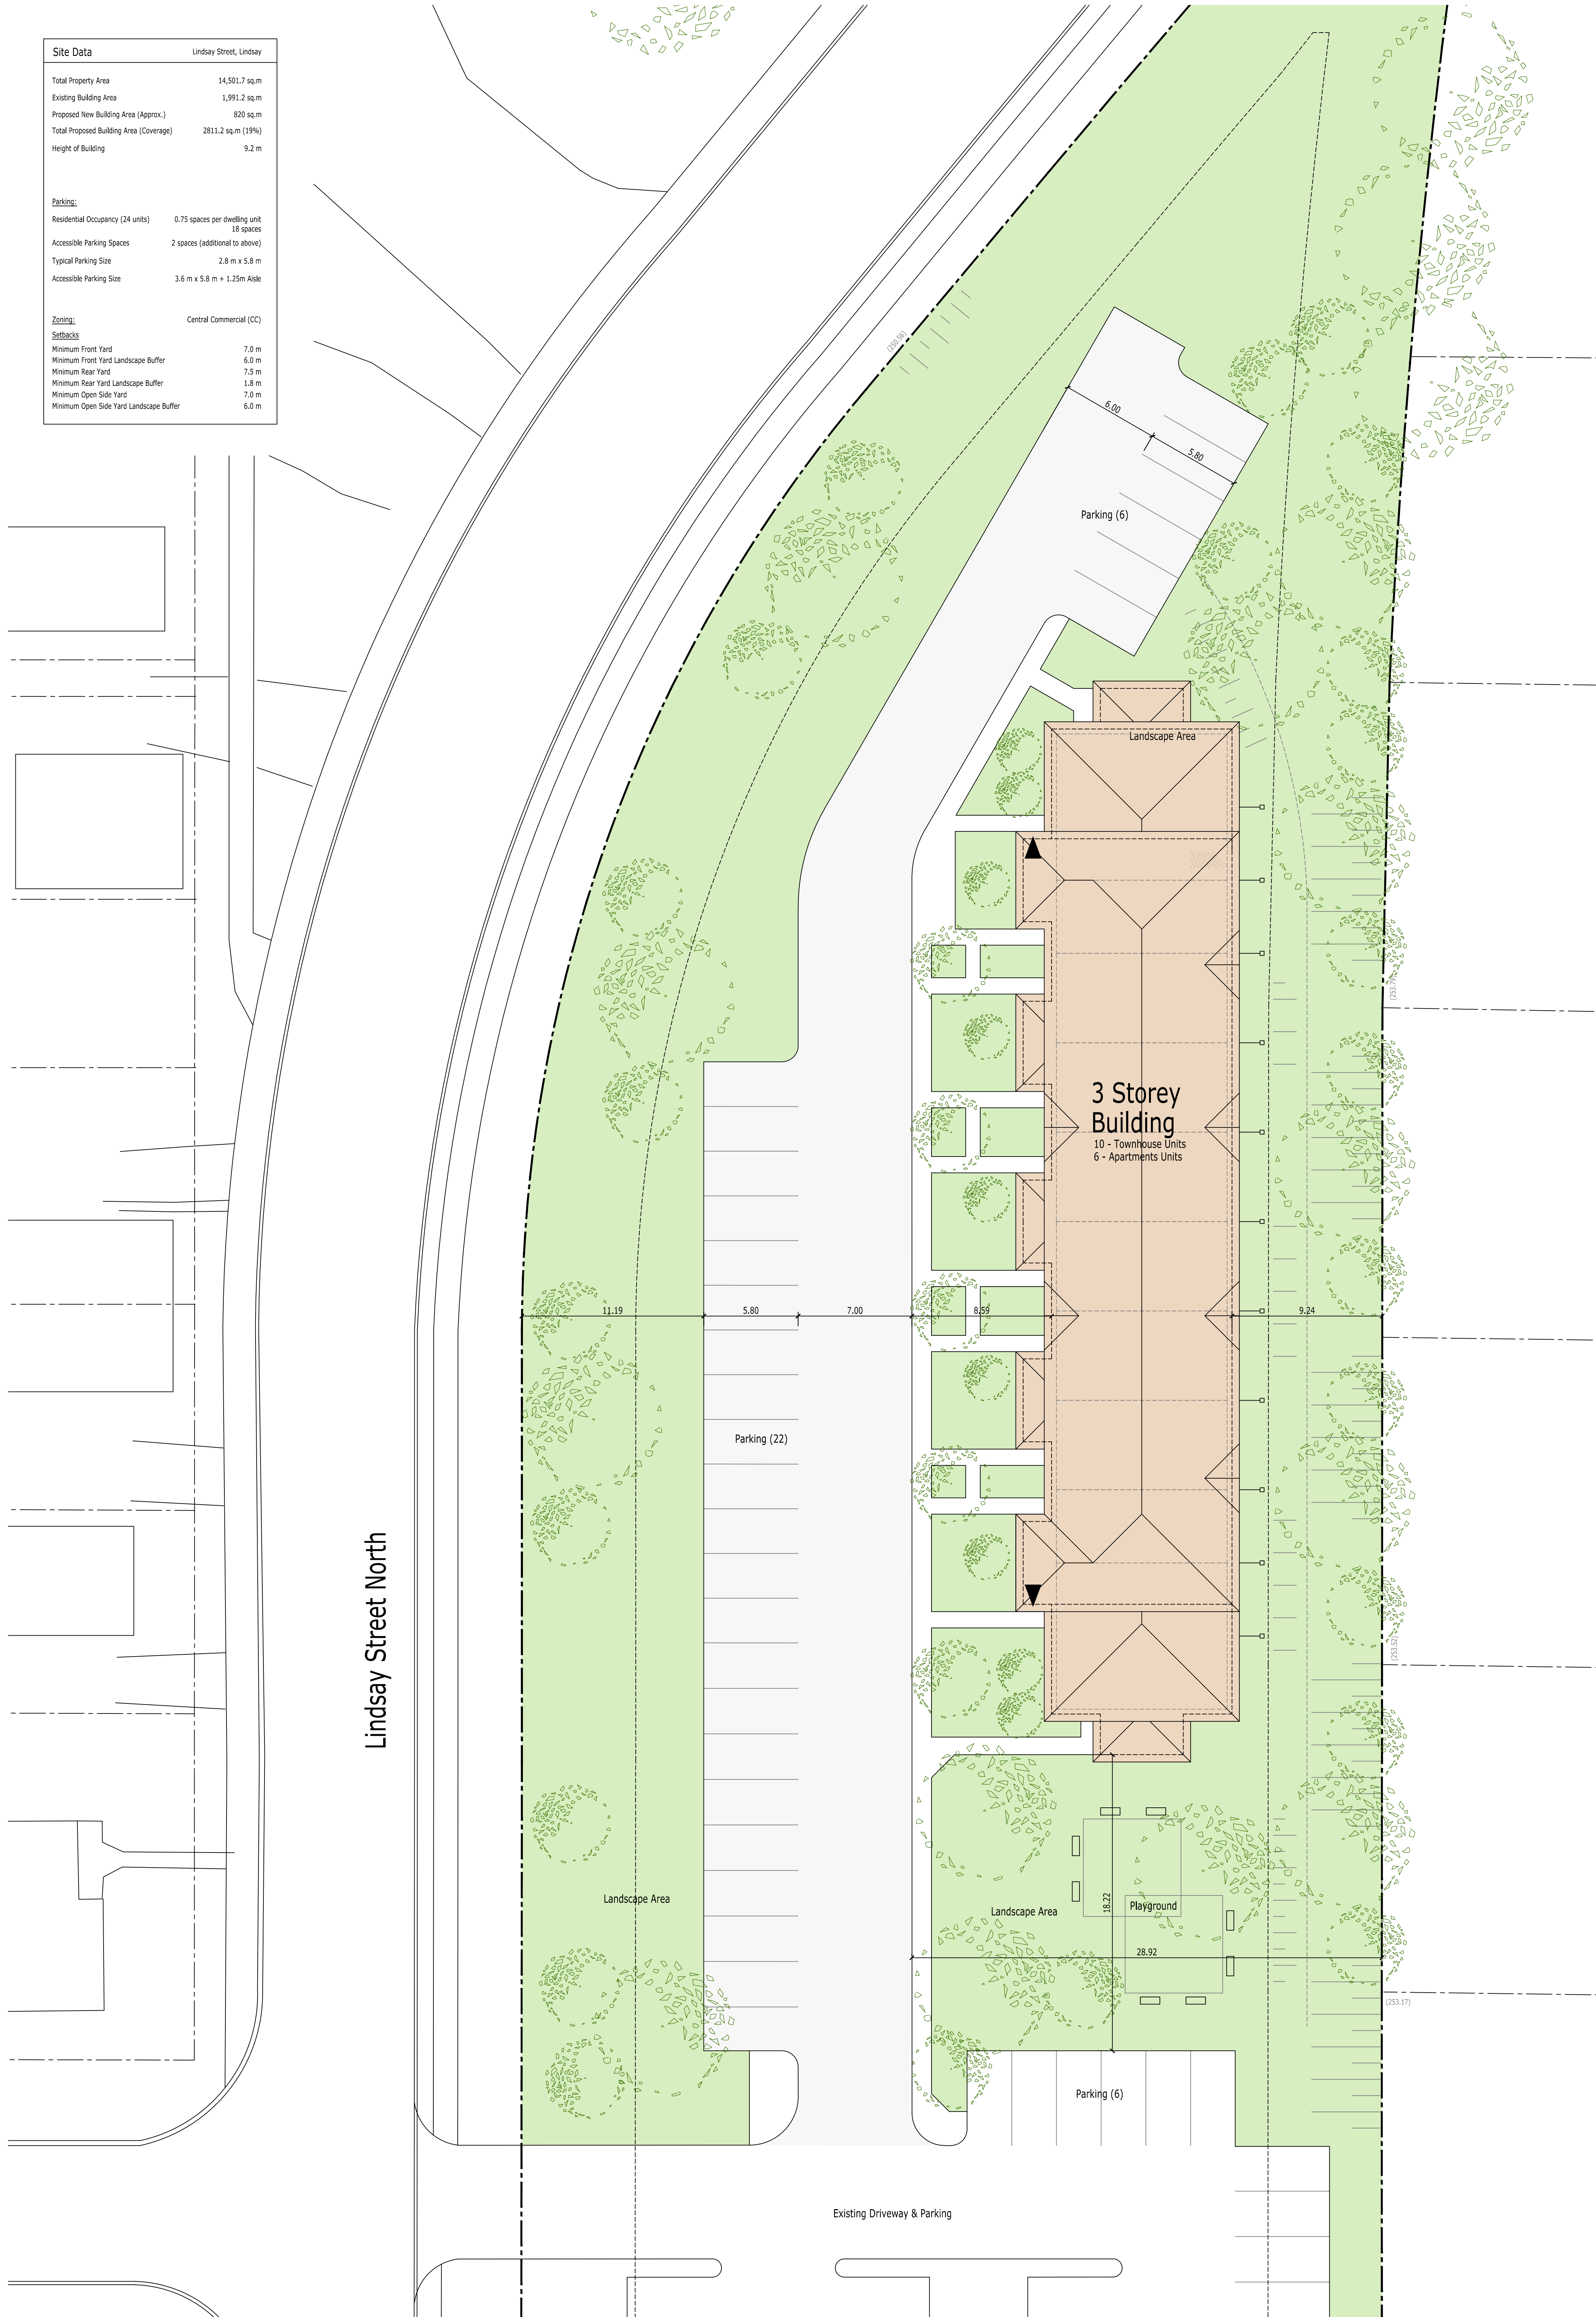 Site Data Lindsay Street, Lindsay
Total Property Area 14,501.7 sq.m
Existing Building Area 1,991.2 sq.m
Proposed New Building Area (Approx.) 820 sq.m
Total Proposed Building Area (Coverage) 2811.2 sq.m (19%)
Height of Building 9.2 m
Parking:
Residential Occupancy (24 units) 0.75 spaces per dwelling unit
18 spaces
Accessible Parking Spaces 2 spaces (additional to above)
Typical Parking Size 2.8 m x 5.8 m
Accessible Parking Size 3.6 m x 5.8 m + 1.25m Aisle
Zoning: Central Commercial (CC)
Setbacks
Minimum Front Yard 7.0 m
Minimum Front Yard Landscape Buffer 6.0 m
Minimum Rear Yard 7.5 m
Minimum Rear Yard Landscape Buffer 1.8 m
Minimum Open Side Yard 7.0 m
Minimum Open Side Yard Landscape Buffer 6.0 m
(250.56)
6.00
5.80
Parking (6)
Landscape Area
(253.79)
3 Storey
Building
10 - Townhouse Units
6 - Apartments Units
11.19
5.80
7.00
8.59
9.24
Parking (22)
Lindsay Street North
(253.52)
Landscape Area
18.22
Playground
Landscape Area
28.92
(253.17)
Parking (6)
Existing Driveway & Parking